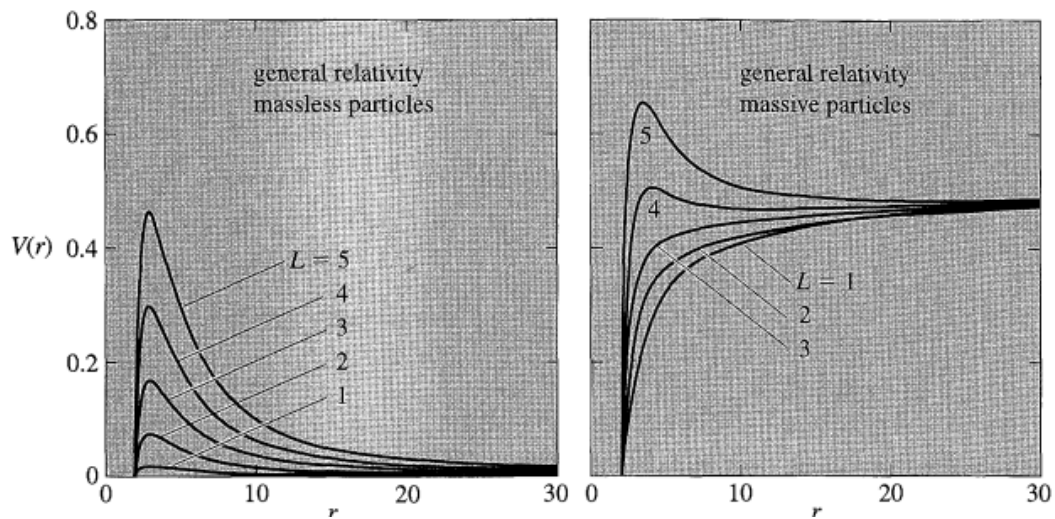 0.8
0.6
V(r)
0.4
0.2
0
general relativity
massless particles
L = 5
4
3
2
1
0
10
20
30
r
general relativity
massive particles
5
4
L = 1
2
3
0
10
20
30
r